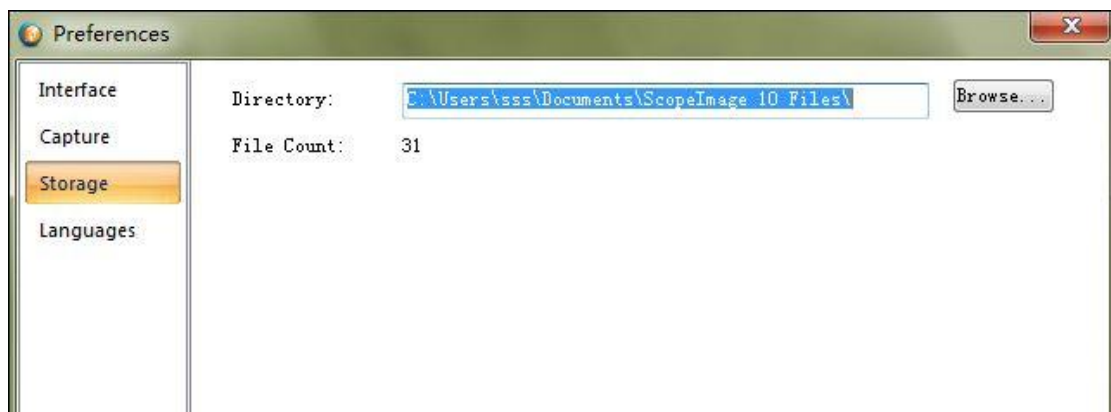 Preferences
Interface
Capture
Storage
Languages
Directory: C:\Users\sss\Documents\ScopeImage 10 Files\ Browse...
File Count: 31